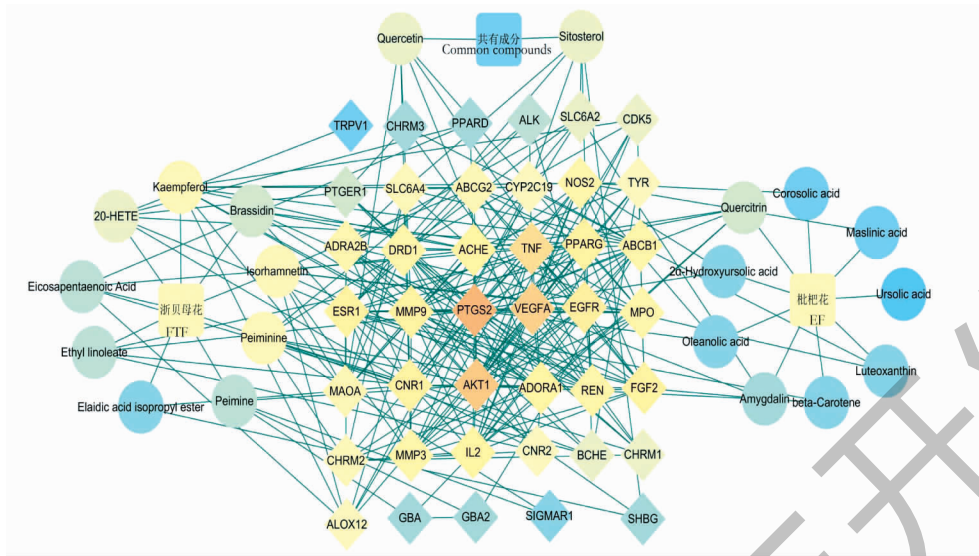 Quercetin
共有成分
Common compounds
Sitosterol
TRPV1
CHRM3
PPARD
ALK
SLC6A2
CDK5
Kaempferol
PTGER1
SLC6A4
ABCG2
CYP2C19
NOS2
TYR
Corosolic acid
20-HETE
Brassidin
Quercitrin
Maslinic acid
ADRA2B
DRD1
ACHE
TNF
PPARG
ABCB1
Isorhamnetin
2α-Hydroxyursolic acid
Eicosapentaenoic Acid
浙贝母花
FTF
枇杷花
EF
Ursolic acid
ESR1
MMP9
PTGS2
VEGFA
EGFR
MPO
Peiminine
Oleanolic acid
Ethyl linoleate
Luteoxanthin
MAOA
CNR1
AKT1
ADORA1
REN
FGF2
Elaidic acid isopropyl ester
Peimine
Amygdalin
beta-Carotene
CHRM2
MMP3
IL2
CNR2
BCHE
CHRM1
ALOX12
GBA
GBA2
SIGMAR1
SHBG